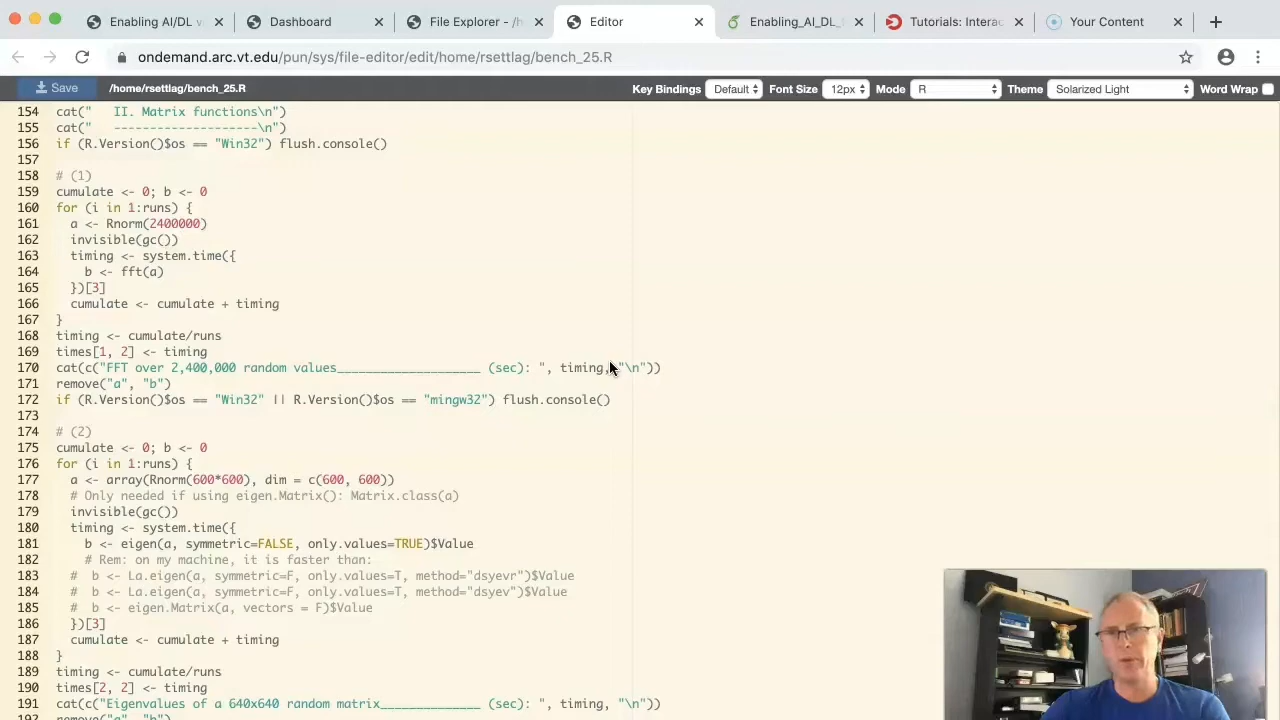 Enabling AI/DL w
Dashboard
File Explorer - /h
Editor
Enabling_AI_DL_
Tutorials: Interac
Your Content
ondemand.arc.vt.edu/pun/sys/file-editor/edit/home/rsettlag/bench_25.R
Save /home/rsettlag/bench_25.R Key Bindings Default Font Size 12px Mode R Theme Solarized Light Word Wrap
154 cat("   II. Matrix functions\n")
155 cat("   --------------------\n")
156 if (R.Version()$os == "Win32") flush.console()
157
158 # (1)
159 cumulate <- 0; b <- 0
160 for (i in 1:runs) {
161   a <- Rnorm(2400000)
162   invisible(gc())
163   timing <- system.time({
164     b <- fft(a)
165   })[3]
166   cumulate <- cumulate + timing
167 }
168 timing <- cumulate/runs
169 times[1, 2] <- timing
170 cat(c("FFT over 2,400,000 random values____________________ (sec): ", timing, "\n"))
171 remove("a", "b")
172 if (R.Version()$os == "Win32" || R.Version()$os == "mingw32") flush.console()
173
174 # (2)
175 cumulate <- 0; b <- 0
176 for (i in 1:runs) {
177   a <- array(Rnorm(600*600), dim = c(600, 600))
178   # Only needed if using eigen.Matrix(): Matrix.class(a)
179   invisible(gc())
180   timing <- system.time({
181     b <- eigen(a, symmetric=FALSE, only.values=TRUE)$Value
182     # Rem: on my machine, it is faster than:
183   #  b <- La.eigen(a, symmetric=F, only.values=T, method="dsyevr")$Value
184   #  b <- La.eigen(a, symmetric=F, only.values=T, method="dsyev")$Value
185   #  b <- eigen.Matrix(a, vectors = F)$Value
186   })[3]
187   cumulate <- cumulate + timing
188 }
189 timing <- cumulate/runs
190 times[2, 2] <- timing
191 cat(c("Eigenvalues of a 640x640 random matrix______________ (sec): ", timing, "\n"))
192 remove("a", "b")